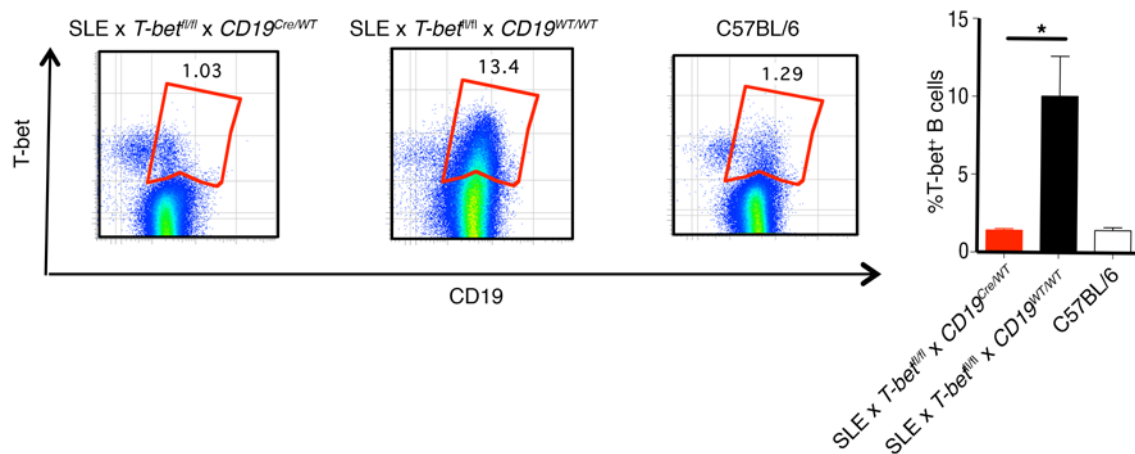 SLE x T-bet^fl/fl x CD19^Cre/WT
SLE x T-bet^fl/fl x CD19^WT/WT
C57BL/6
1.03
13.4
1.29
T-bet
CD19
*
15
10
5
0
%T-bet⁺ B cells
SLE x T-bet^fl/fl x CD19^Cre/WT
SLE x T-bet^fl/fl x CD19^WT/WT
C57BL/6